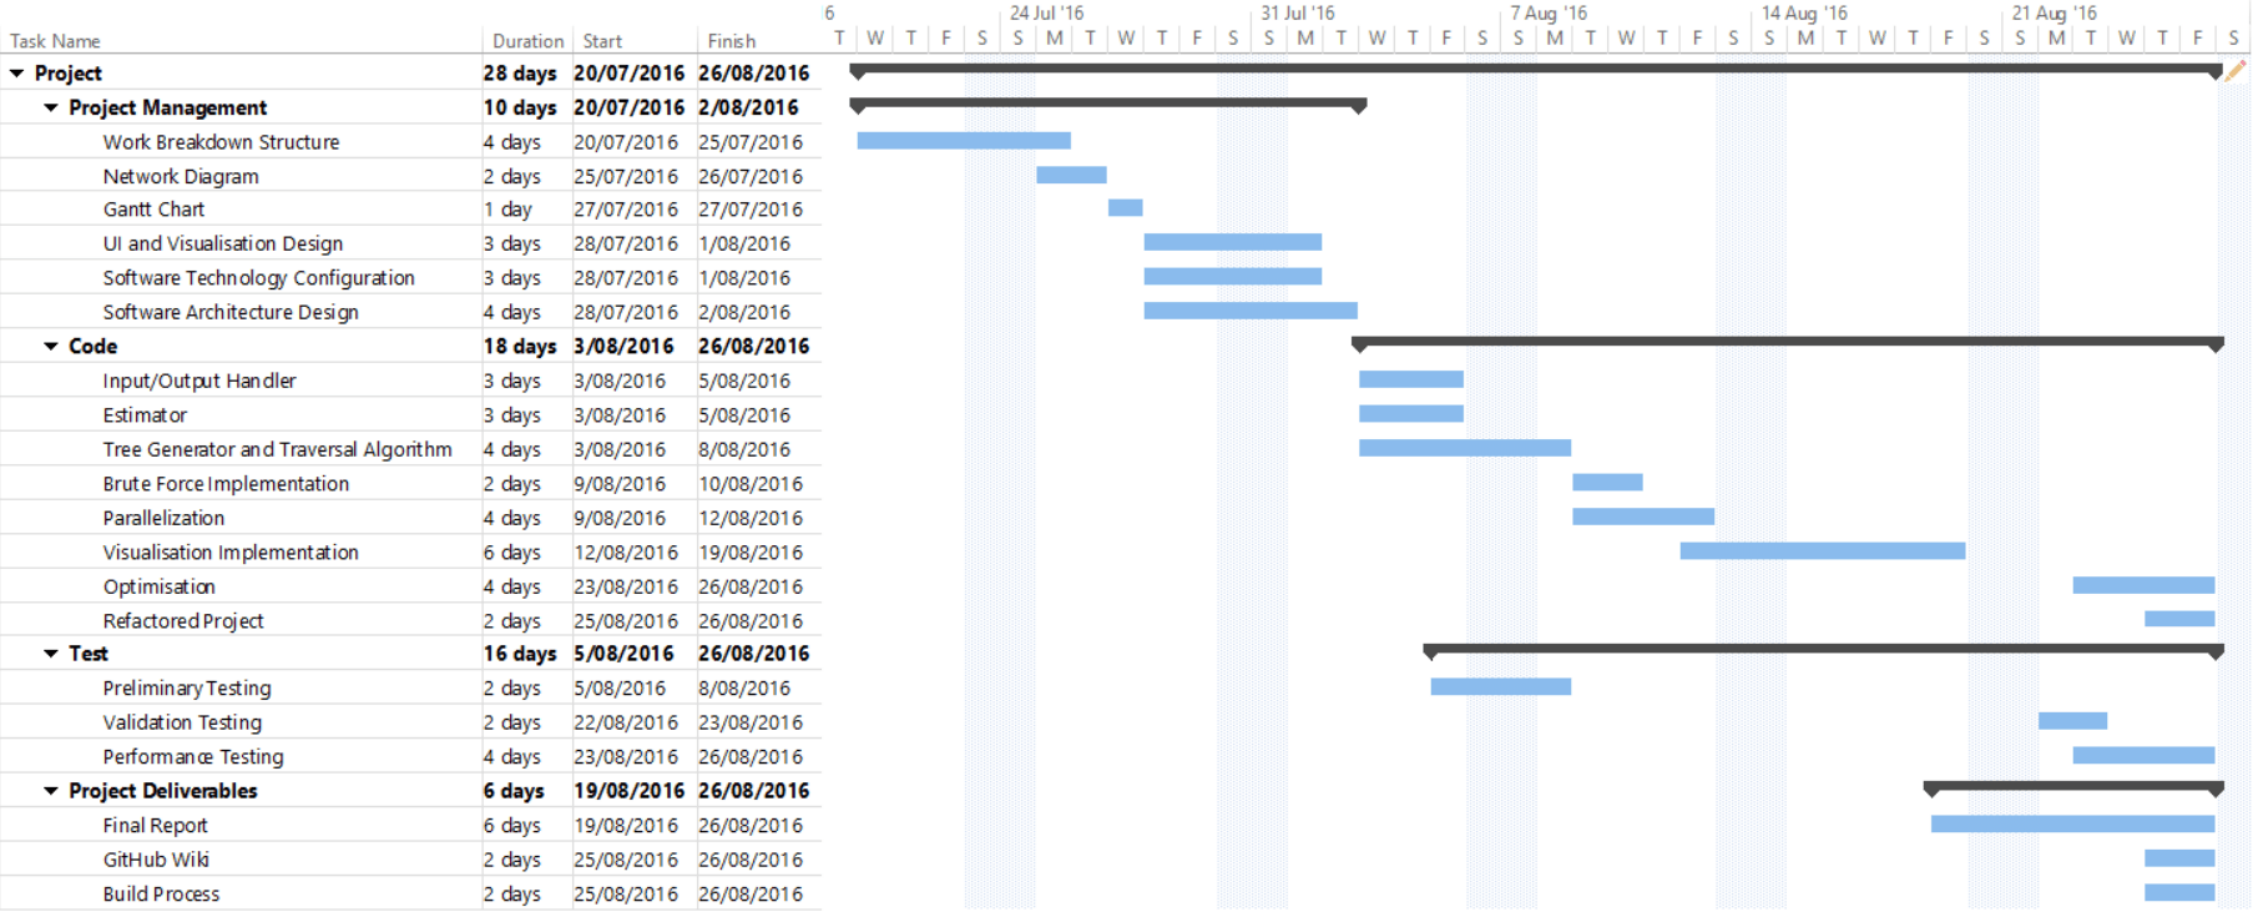 6 24 Jul '16 31 Jul '16 7 Aug '16 14 Aug '16 21 Aug '16
Task Name Duration Start Finish T W T F S S M T W T F S S M T W T F S S M T W T F S S M T W T F S S M T W T F S
Project 28 days 20/07/2016 26/08/2016
Project Management 10 days 20/07/2016 2/08/2016
Work Breakdown Structure 4 days 20/07/2016 25/07/2016
Network Diagram 2 days 25/07/2016 26/07/2016
Gantt Chart 1 day 27/07/2016 27/07/2016
UI and Visualisation Design 3 days 28/07/2016 1/08/2016
Software Technology Configuration 3 days 28/07/2016 1/08/2016
Software Architecture Design 4 days 28/07/2016 2/08/2016
Code 18 days 3/08/2016 26/08/2016
Input/Output Handler 3 days 3/08/2016 5/08/2016
Estimator 3 days 3/08/2016 5/08/2016
Tree Generator and Traversal Algorithm 4 days 3/08/2016 8/08/2016
Brute Force Implementation 2 days 9/08/2016 10/08/2016
Parallelization 4 days 9/08/2016 12/08/2016
Visualisation Implementation 6 days 12/08/2016 19/08/2016
Optimisation 4 days 23/08/2016 26/08/2016
Refactored Project 2 days 25/08/2016 26/08/2016
Test 16 days 5/08/2016 26/08/2016
Preliminary Testing 2 days 5/08/2016 8/08/2016
Validation Testing 2 days 22/08/2016 23/08/2016
Performance Testing 4 days 23/08/2016 26/08/2016
Project Deliverables 6 days 19/08/2016 26/08/2016
Final Report 6 days 19/08/2016 26/08/2016
GitHub Wiki 2 days 25/08/2016 26/08/2016
Build Process 2 days 25/08/2016 26/08/2016